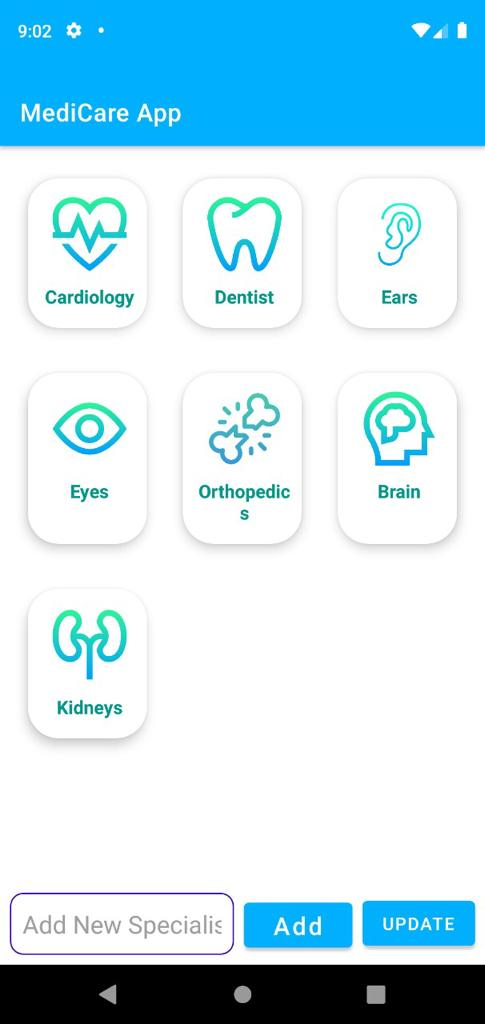 9:02
MediCare App
Cardiology
Dentist
Ears
Eyes
Orthopedic
s
Brain
Kidneys
Add New Specialis
Add
UPDATE